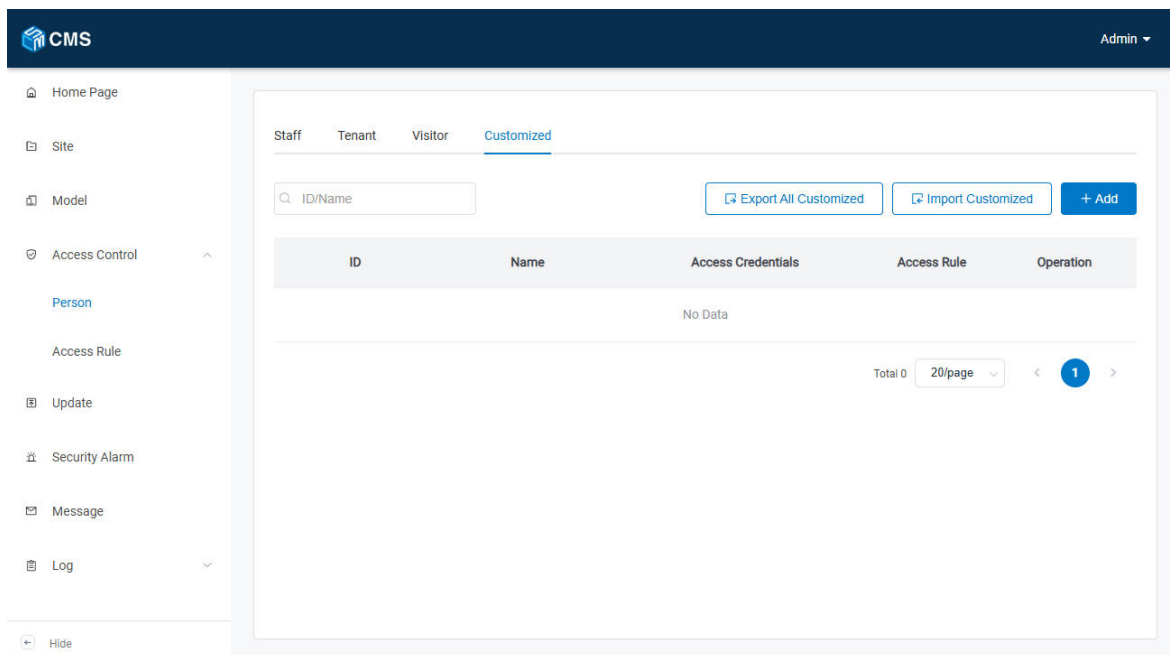 CMS
Admin
Home Page
Site
Model
Access Control
Person
Access Rule
Update
Security Alarm
Message
Log
Hide
Staff Tenant Visitor Customized
ID/Name
Export All Customized Import Customized + Add
ID Name Access Credentials Access Rule Operation
No Data
Total 0 20/page < 1 >